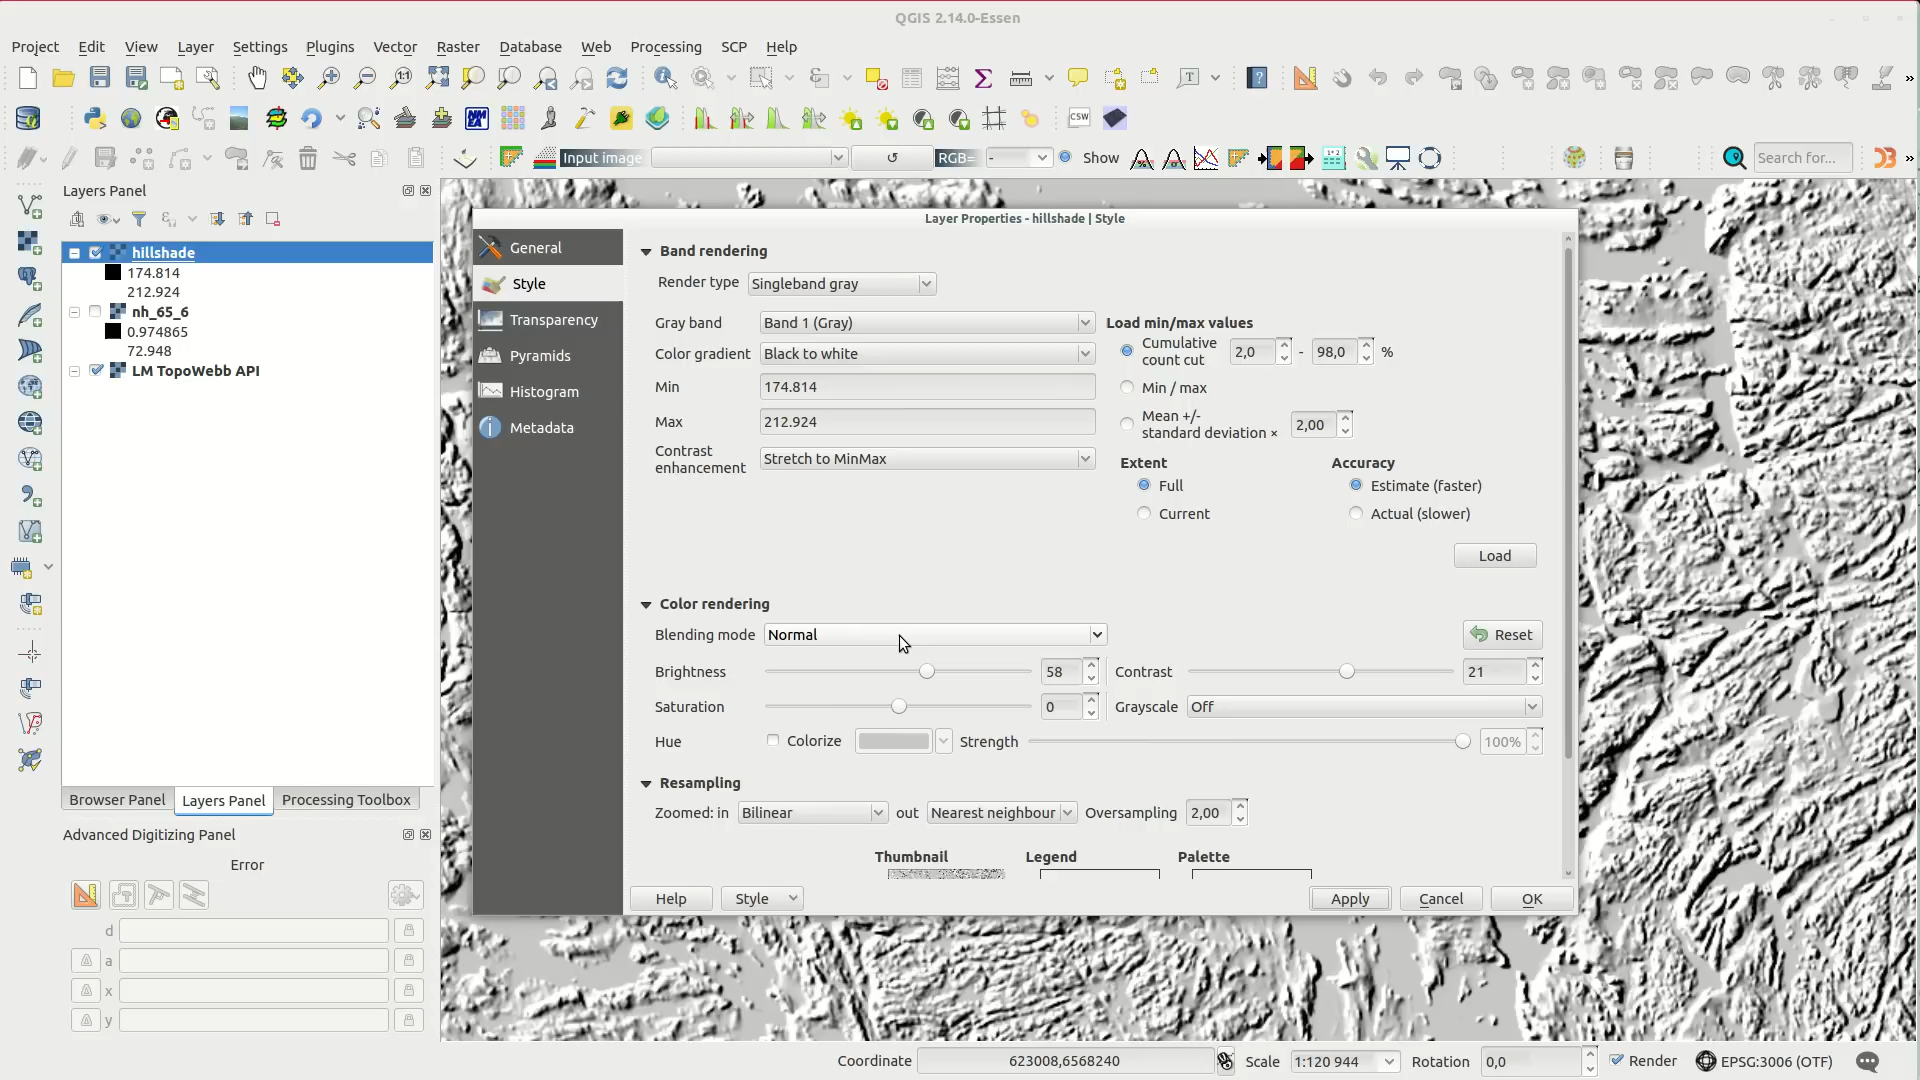 QGIS 2.14.0-Essen
Project Edit View Layer Settings Plugins Vector Raster Database Web Processing SCP Help
CSW
Input image RGB= - Show Search for...
Layers Panel
hillshade
174.814
212.924
nh_65_6
0.974865
72.948
LM TopoWebb API
Browser Panel Layers Panel Processing Toolbox
Advanced Digitizing Panel
Error
d
a
x
y
Layer Properties - hillshade | Style
General
Style
Transparency
Pyramids
Histogram
Metadata
Band rendering
Render type Singleband gray
Gray band Band 1 (Gray)
Color gradient Black to white
Min 174.814
Max 212.924
Contrast
enhancement Stretch to MinMax
Load min/max values
Cumulative
count cut 2,0 - 98,0 %
Min / max
Mean +/-
standard deviation × 2,00
Extent Accuracy
Full Estimate (faster)
Current Actual (slower)
Load
Color rendering
Blending mode Normal Reset
Brightness 58 Contrast 21
Saturation 0 Grayscale Off
Hue Colorize Strength 100%
Resampling
Zoomed: in Bilinear out Nearest neighbour Oversampling 2,00
Thumbnail Legend Palette
Help Style Apply Cancel OK
Coordinate 623008,6568240 Scale 1:120 944 Rotation 0,0 Render EPSG:3006 (OTF)